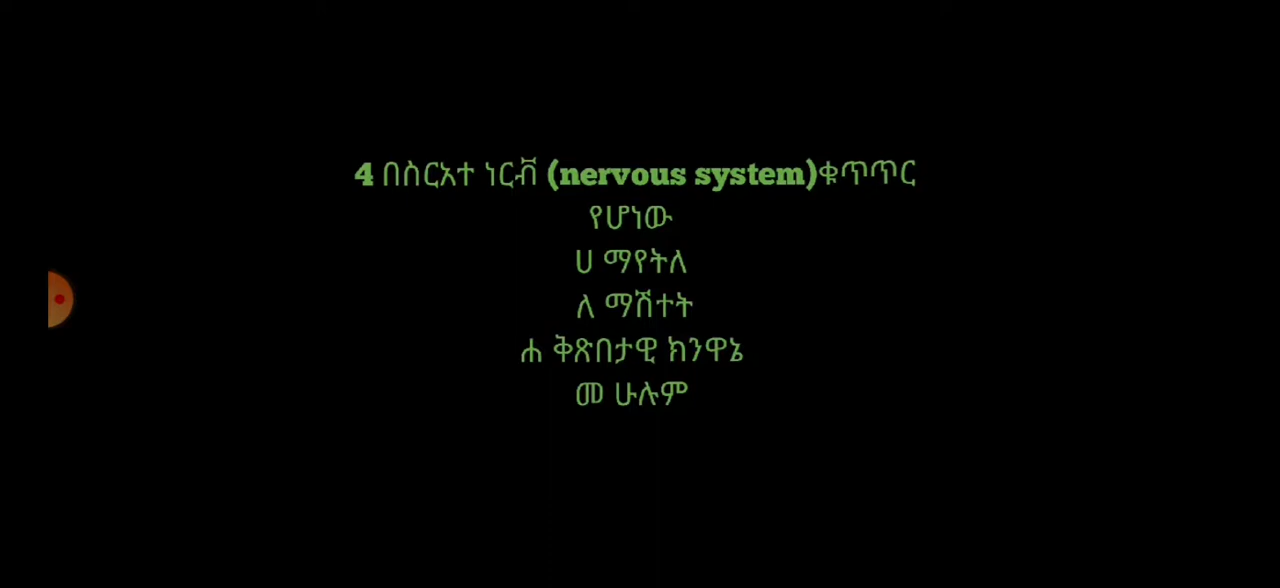 4 በስርአተ ነርቭ (nervous system)ቁጥጥር
የሆነው
ሀ ማየትለ
ለ ማሽተት
ሐ ቅጽበታዊ ክንዋኔ
መ ሁሉም